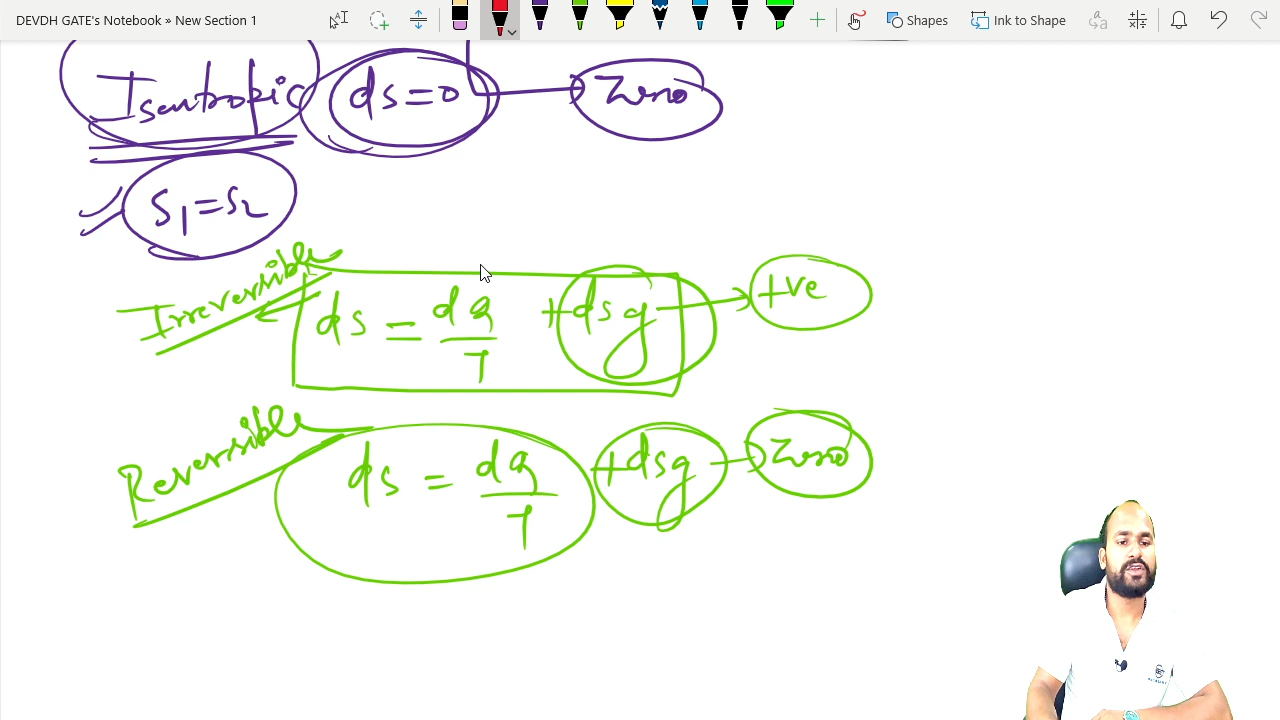 DEVDH GATE's Notebook » New Section 1
Shapes
Ink to Shape
Isentropic ds=0 Zero
S1=S2
Irreversible ds = dq/T +dsg → +ve
Reversible ds = dq/T +dsg → Zero